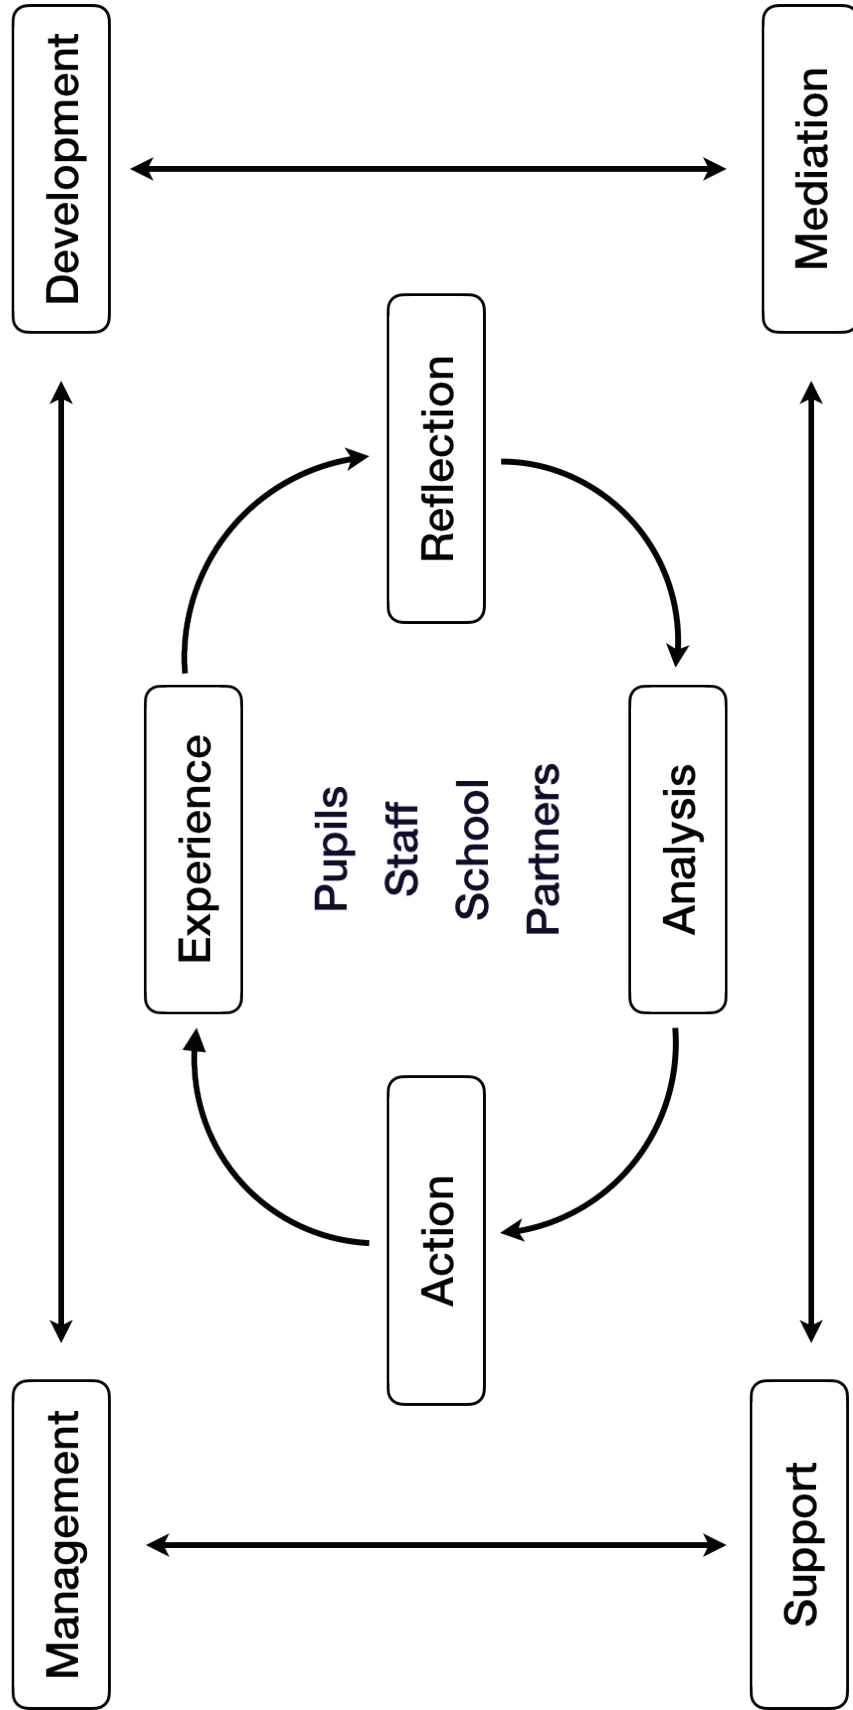 Management
Development
Experience
Action
Pupils
Staff
School
Partners
Reflection
Analysis
Support
Mediation